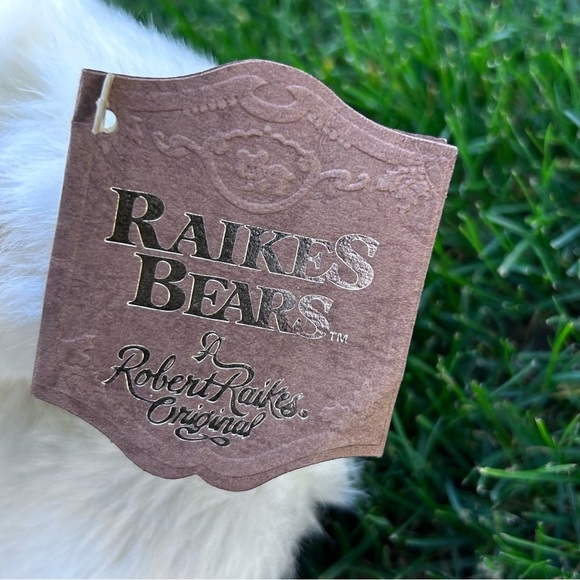 RAIKES
BEARS™
A
Robert Raikes
Original